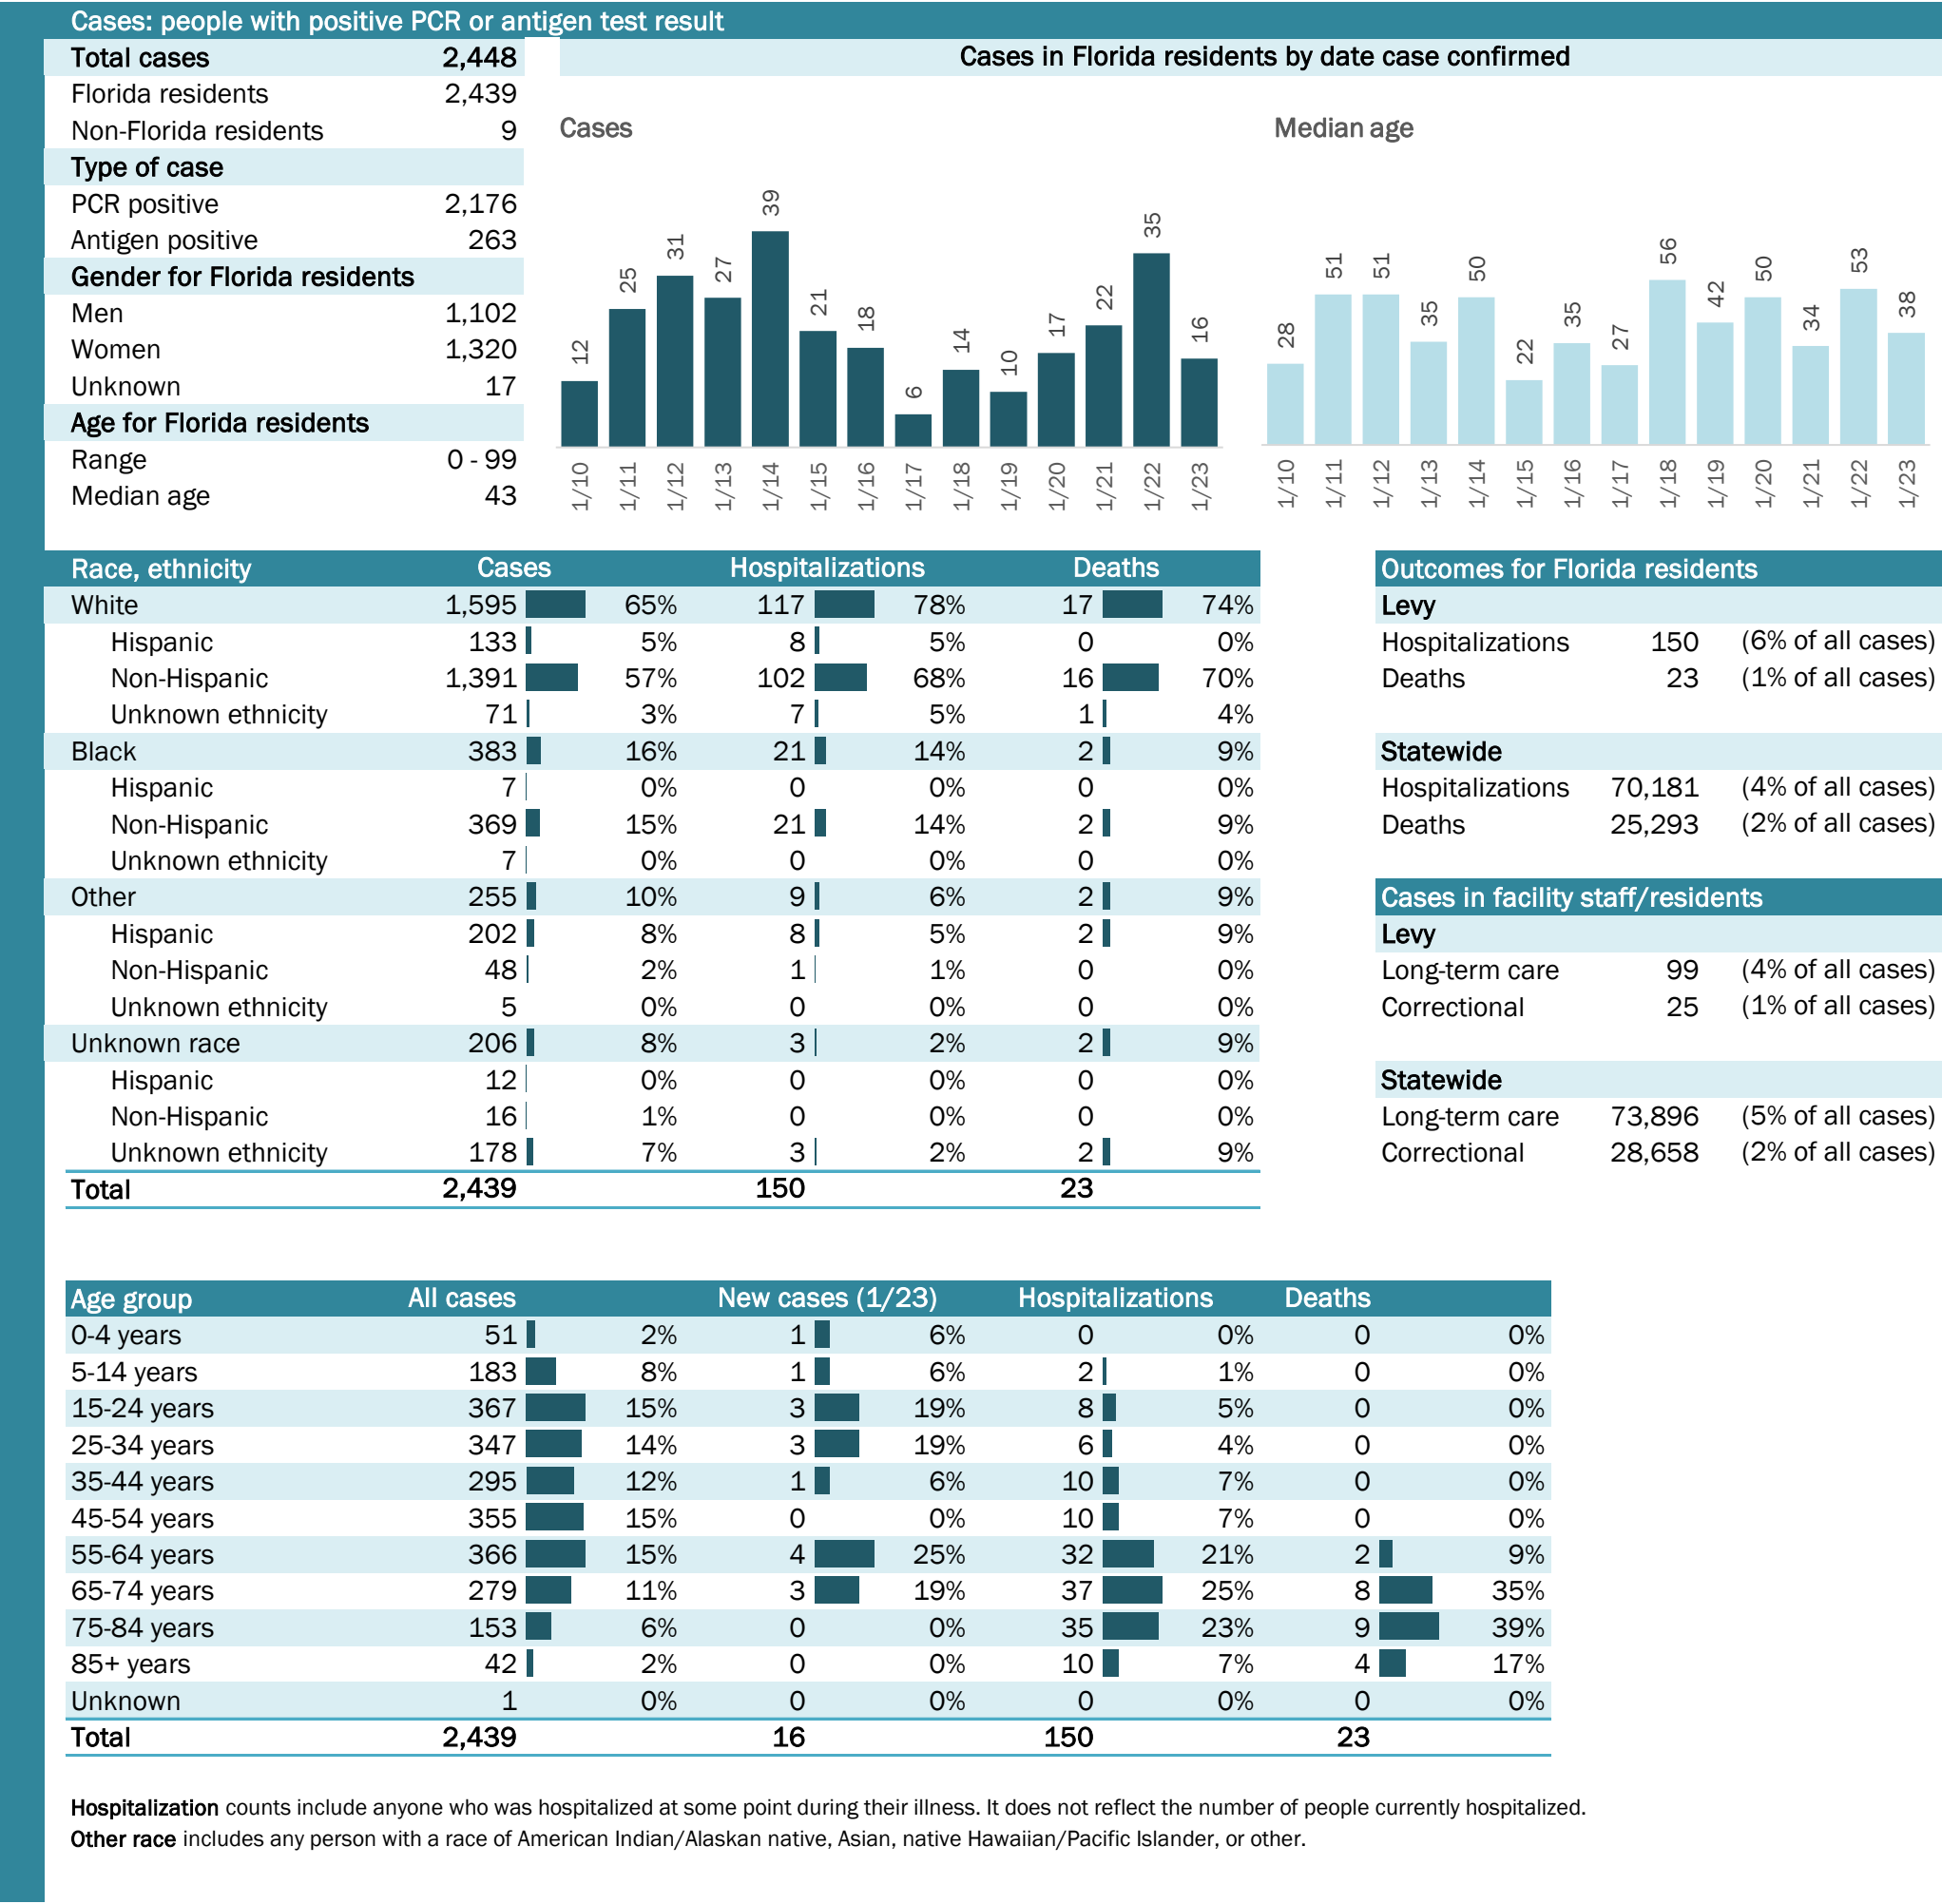 Cases: people with positive PCR or antigen test result
Total cases 2,448
Florida residents 2,439
Non-Florida residents 9
Type of case
PCR positive 2,176
Antigen positive 263
Gender for Florida residents
Men 1,102
Women 1,320
Unknown 17
Age for Florida residents
Range 0 - 99
Median age 43
Cases in Florida residents by date case confirmed
Cases
12 25 31 27 39 21 18 6 14 10 17 22 35 16
1/10 1/11 1/12 1/13 1/14 1/15 1/16 1/17 1/18 1/19 1/20 1/21 1/22 1/23
Median age
28 51 51 35 50 22 35 27 56 42 50 34 53 38
1/10 1/11 1/12 1/13 1/14 1/15 1/16 1/17 1/18 1/19 1/20 1/21 1/22 1/23
Race, ethnicity Cases Hospitalizations Deaths
White 1,595 65% 117 78% 17 74%
Hispanic 133 5% 8 5% 0 0%
Non-Hispanic 1,391 57% 102 68% 16 70%
Unknown ethnicity 71 3% 7 5% 1 4%
Black 383 16% 21 14% 2 9%
Hispanic 7 0% 0 0% 0 0%
Non-Hispanic 369 15% 21 14% 2 9%
Unknown ethnicity 7 0% 0 0% 0 0%
Other 255 10% 9 6% 2 9%
Hispanic 202 8% 8 5% 2 9%
Non-Hispanic 48 2% 1 1% 0 0%
Unknown ethnicity 5 0% 0 0% 0 0%
Unknown race 206 8% 3 2% 2 9%
Hispanic 12 0% 0 0% 0 0%
Non-Hispanic 16 1% 0 0% 0 0%
Unknown ethnicity 178 7% 3 2% 2 9%
Total 2,439 150 23
Outcomes for Florida residents
Levy
Hospitalizations 150 (6% of all cases)
Deaths 23 (1% of all cases)
Statewide
Hospitalizations 70,181 (4% of all cases)
Deaths 25,293 (2% of all cases)
Cases in facility staff/residents
Levy
Long-term care 99 (4% of all cases)
Correctional 25 (1% of all cases)
Statewide
Long-term care 73,896 (5% of all cases)
Correctional 28,658 (2% of all cases)
Age group All cases New cases (1/23) Hospitalizations Deaths
0-4 years 51 2% 1 6% 0 0% 0 0%
5-14 years 183 8% 1 6% 2 1% 0 0%
15-24 years 367 15% 3 19% 8 5% 0 0%
25-34 years 347 14% 3 19% 6 4% 0 0%
35-44 years 295 12% 1 6% 10 7% 0 0%
45-54 years 355 15% 0 0% 10 7% 0 0%
55-64 years 366 15% 4 25% 32 21% 2 9%
65-74 years 279 11% 3 19% 37 25% 8 35%
75-84 years 153 6% 0 0% 35 23% 9 39%
85+ years 42 2% 0 0% 10 7% 4 17%
Unknown 1 0% 0 0% 0 0% 0 0%
Total 2,439 16 150 23
Hospitalization counts include anyone who was hospitalized at some point during their illness. It does not reflect the number of people currently hospitalized.
Other race includes any person with a race of American Indian/Alaskan native, Asian, native Hawaiian/Pacific Islander, or other.